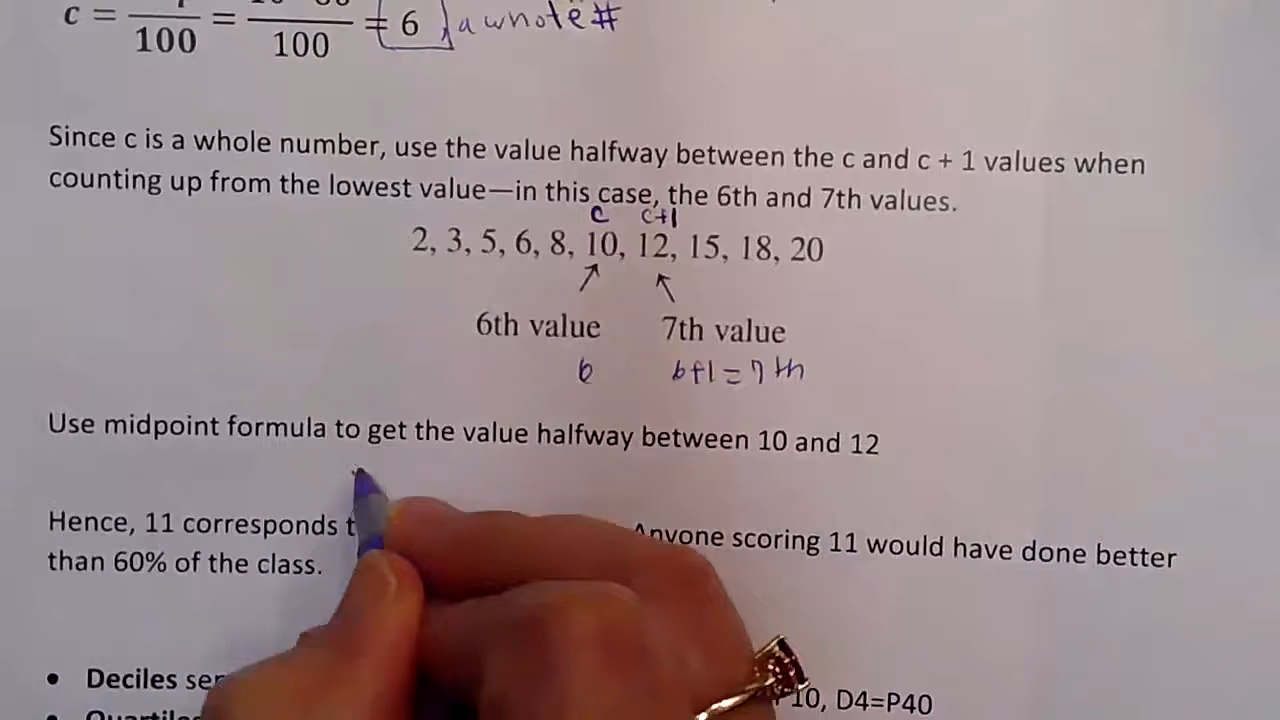 c = 100 = 100 = 6 a whote #
Since c is a whole number, use the value halfway between the c and c + 1 values when
counting up from the lowest value—in this case, the 6th and 7th values.
c c+1
2, 3, 5, 6, 8, 10, 12, 15, 18, 20
6th value 7th value
6 6+1=7th
Use midpoint formula to get the value halfway between 10 and 12
Hence, 11 corresponds Anyone scoring 11 would have done better
than 60% of the class.
• Deciles 10, D4=P40